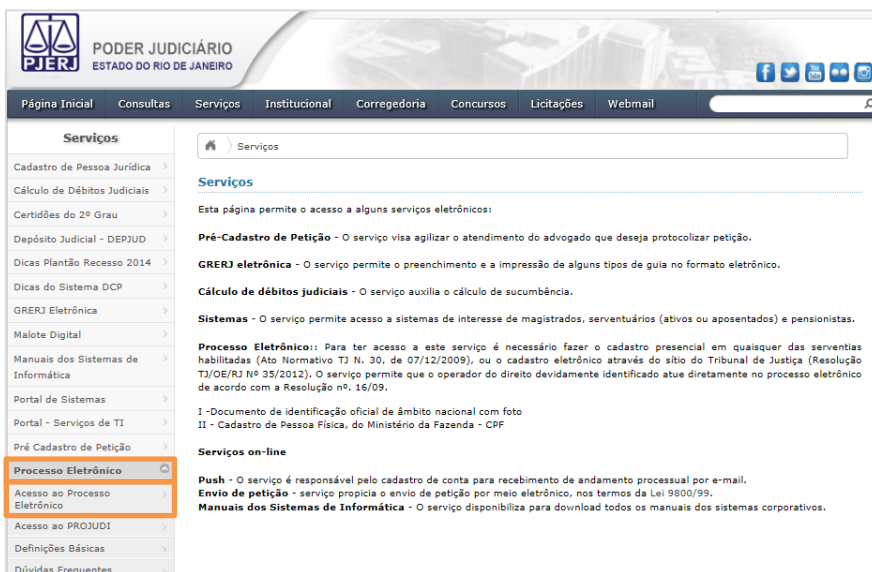 PJERJ
PODER JUDICIÁRIO
ESTADO DO RIO DE JANEIRO
Página Inicial Consultas Serviços Institucional Corregedoria Concursos Licitações Webmail
Serviços
Cadastro de Pessoa Jurídica
Cálculo de Débitos Judiciais
Certidões do 2º Grau
Depósito Judicial - DEPJUD
Dicas Plantão Recesso 2014
Dicas do Sistema DCP
GRERJ Eletrônica
Malote Digital
Manuais dos Sistemas de
Informática
Portal de Sistemas
Portal - Serviços de TI
Pré Cadastro de Petição
Processo Eletrônico
Acesso ao Processo
Eletrônico
Acesso ao PROJUDI
Definições Básicas
Dúvidas Frequentes
Serviços
Serviços
Esta página permite o acesso a alguns serviços eletrônicos:
Pré-Cadastro de Petição - O serviço visa agilizar o atendimento do advogado que deseja protocolizar petição.
GRERJ eletrônica - O serviço permite o preenchimento e a impressão de alguns tipos de guia no formato eletrônico.
Cálculo de débitos judiciais - O serviço auxilia o cálculo de sucumbência.
Sistemas - O serviço permite acesso a sistemas de interesse de magistrados, serventuários (ativos ou aposentados) e pensionistas.
Processo Eletrônico:: Para ter acesso a este serviço é necessário fazer o cadastro presencial em quaisquer das serventias
habilitadas (Ato Normativo TJ N. 30, de 07/12/2009), ou o cadastro eletrônico através do sítio do Tribunal de Justiça (Resolução
TJ/OE/RJ Nº 35/2012). O serviço permite que o operador do direito devidamente identificado atue diretamente no processo eletrônico
de acordo com a Resolução nº. 16/09.
I -Documento de identificação oficial de âmbito nacional com foto
II - Cadastro de Pessoa Física, do Ministério da Fazenda - CPF
Serviços on-line
Push - O serviço é responsável pelo cadastro de conta para recebimento de andamento processual por e-mail.
Envio de petição - serviço propicia o envio de petição por meio eletrônico, nos termos da Lei 9800/99.
Manuais dos Sistemas de Informática - O serviço disponibiliza para download todos os manuais dos sistemas corporativos.